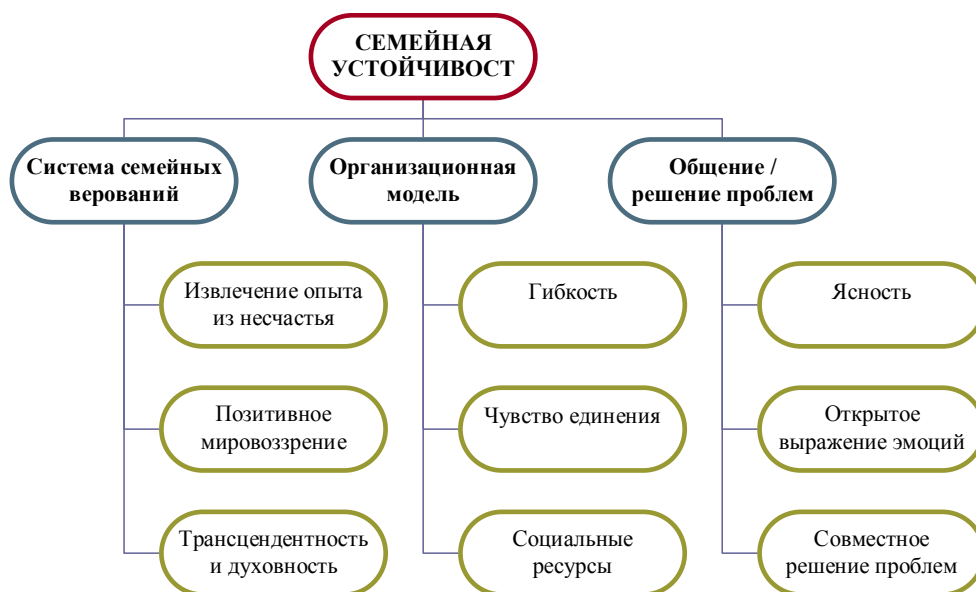 СЕМЕЙНАЯ
УСТОЙЧИВОСТ
Система семейных
верований
Организационная
модель
Общение /
решение проблем
Извлечение опыта
из несчастья
Гибкость
Ясность
Позитивное
мировоззрение
Чувство единения
Открытое
выражение эмоций
Трансцендентность
и духовность
Социальные
ресурсы
Совместное
решение проблем